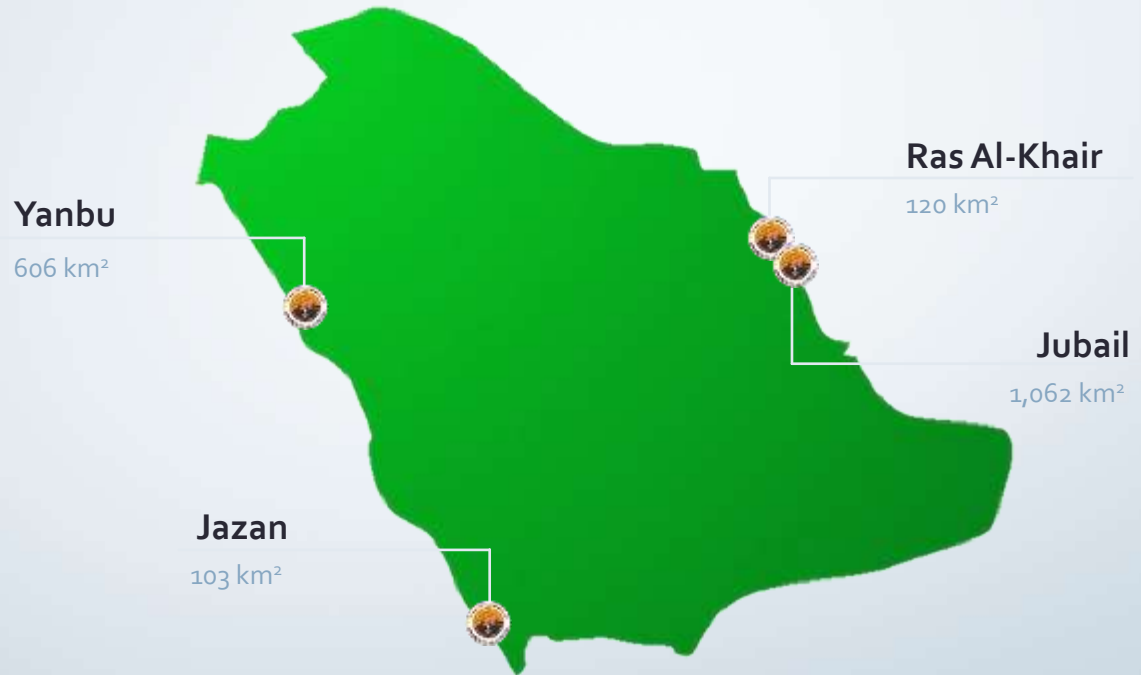 Ras Al-Khair
120 km²
Yanbu
606 km²
Jubail
1,062 km²
Jazan
103 km²